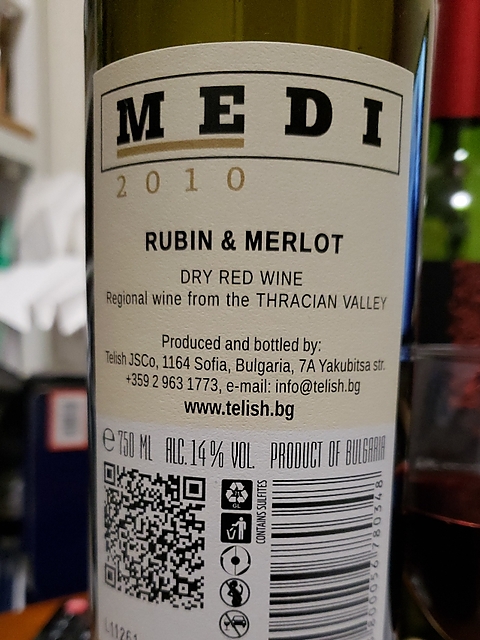 MEDI
2010
RUBIN & MERLOT
DRY RED WINE
Regional wine from the THRACIAN VALLEY
Produced and bottled by:
Telish JSCo, 1164 Sofia, Bulgaria, 7A Yakubitsa str.
+359 2 963 1773, e-mail: info@telish.bg
www.telish.bg
e 750 ML ALC. 14% VOL. PRODUCT OF BULGARIA
GL
CONTAINS SULFITES